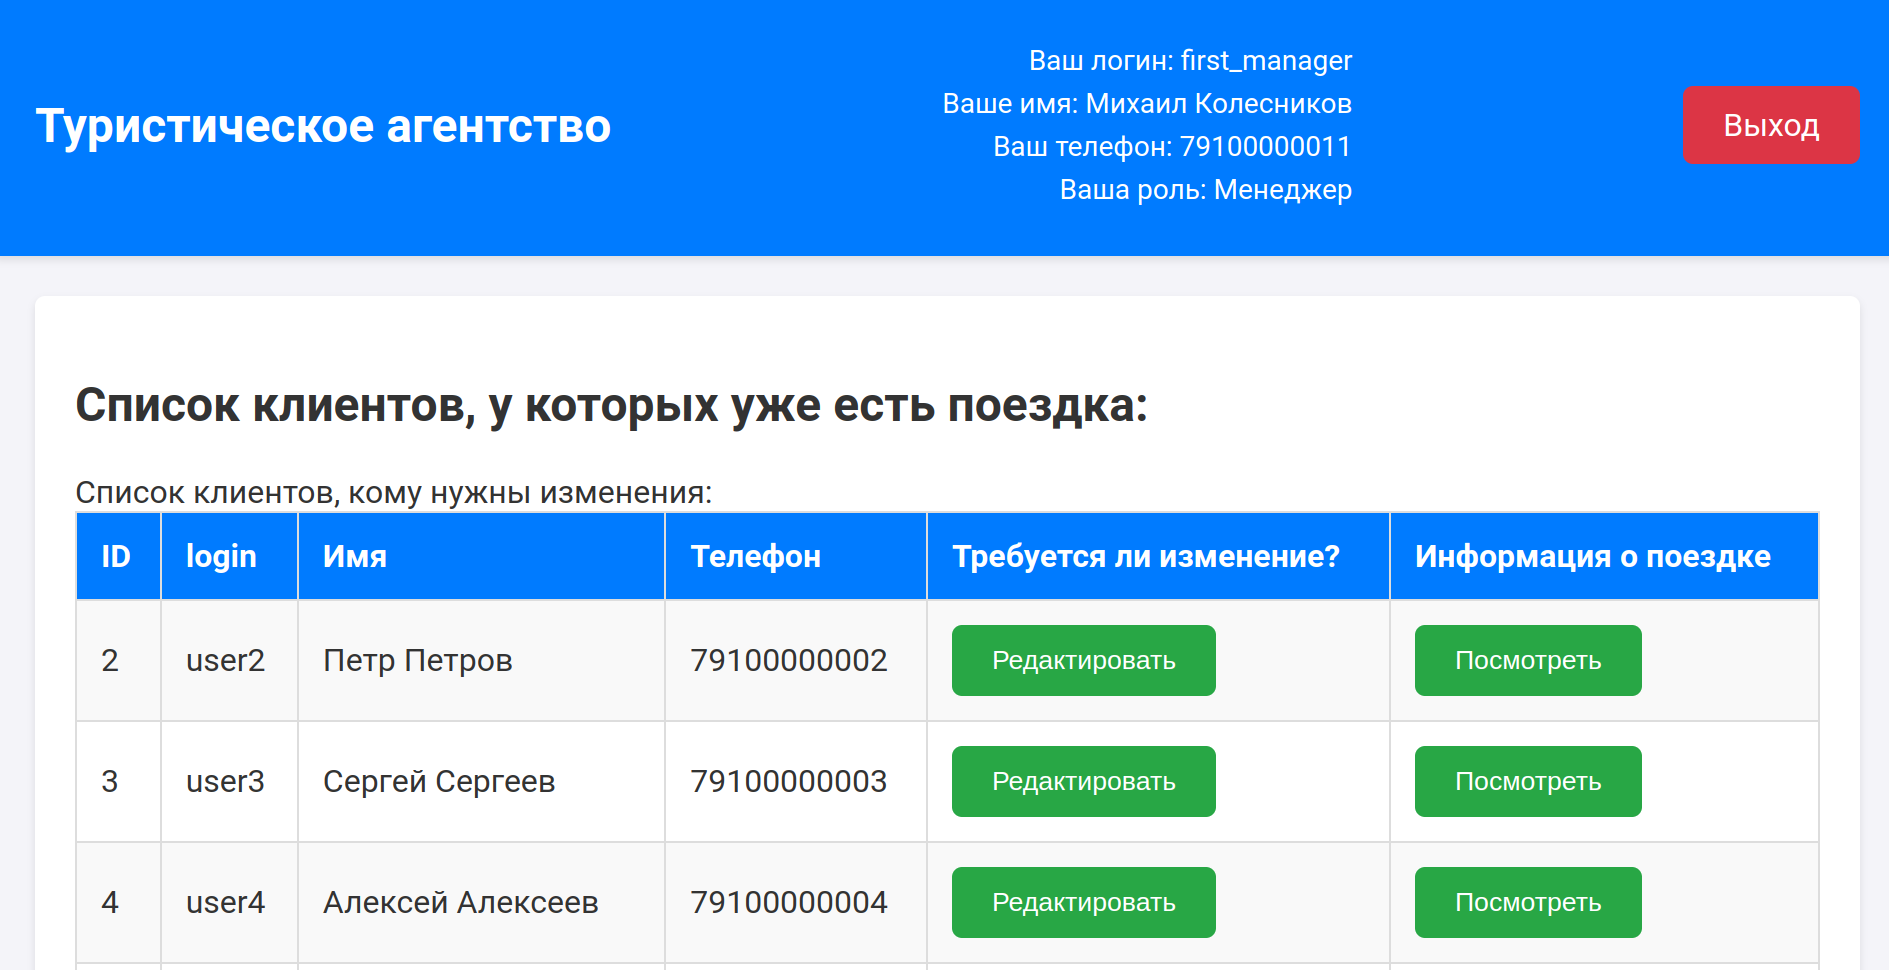 Туристическое агентство
Ваш логин: first_manager
Ваше имя: Михаил Колесников
Ваш телефон: 79100000011
Ваша роль: Менеджер
Выход
Список клиентов, у которых уже есть поездка:
Список клиентов, кому нужны изменения:
ID login Имя Телефон Требуется ли изменение? Информация о поездке
2 user2 Петр Петров 79100000002 Редактировать Посмотреть
3 user3 Сергей Сергеев 79100000003 Редактировать Посмотреть
4 user4 Алексей Алексеев 79100000004 Редактировать Посмотреть